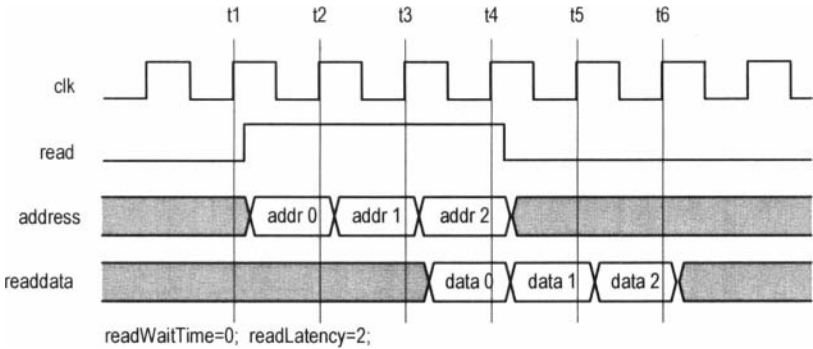 t1 t2 t3 t4 t5 t6
clk
read
address addr 0 addr 1 addr 2
readdata data 0 data 1 data 2
readWaitTime=0; readLatency=2;